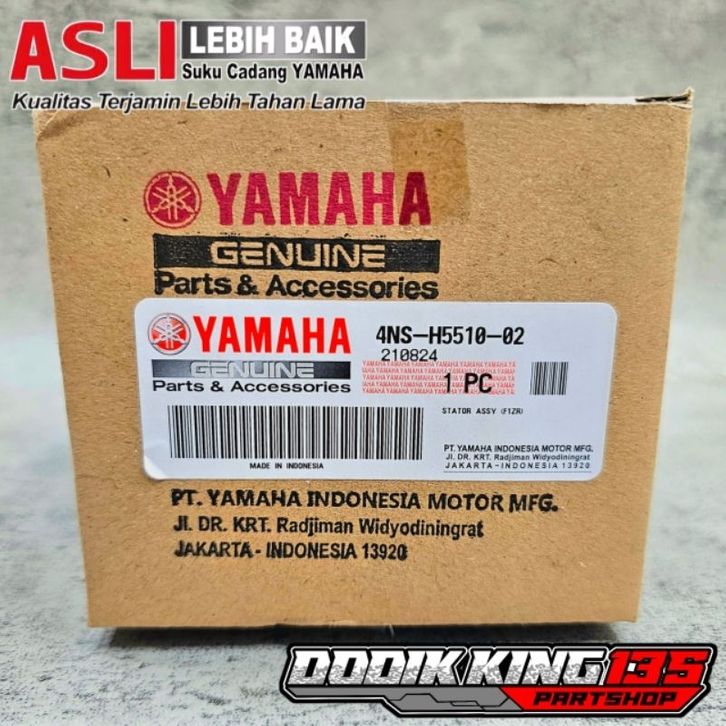 ASLI LEBIH BAIK
Suku Cadang YAMAHA
Kualitas Terjamin Lebih Tahan Lama
YAMAHA
GENUINE
Parts & Accessories
YAMAHA
GENUINE
Parts & Accessories
4NS-H5510-02
210824
1 PC
STATOR ASSY (F1ZR)
MADE IN INDONESIA
PT. YAMAHA INDONESIA MOTOR MFG.
Jl. DR. KRT. Radjiman Widyodiningrat
JAKARTA - INDONESIA 13920
PT. YAMAHA INDONESIA MOTOR MFG.
Jl. DR. KRT. Radjiman Widyodiningrat
JAKARTA - INDONESIA 13920
DODIK KING 135
PARTSHOP